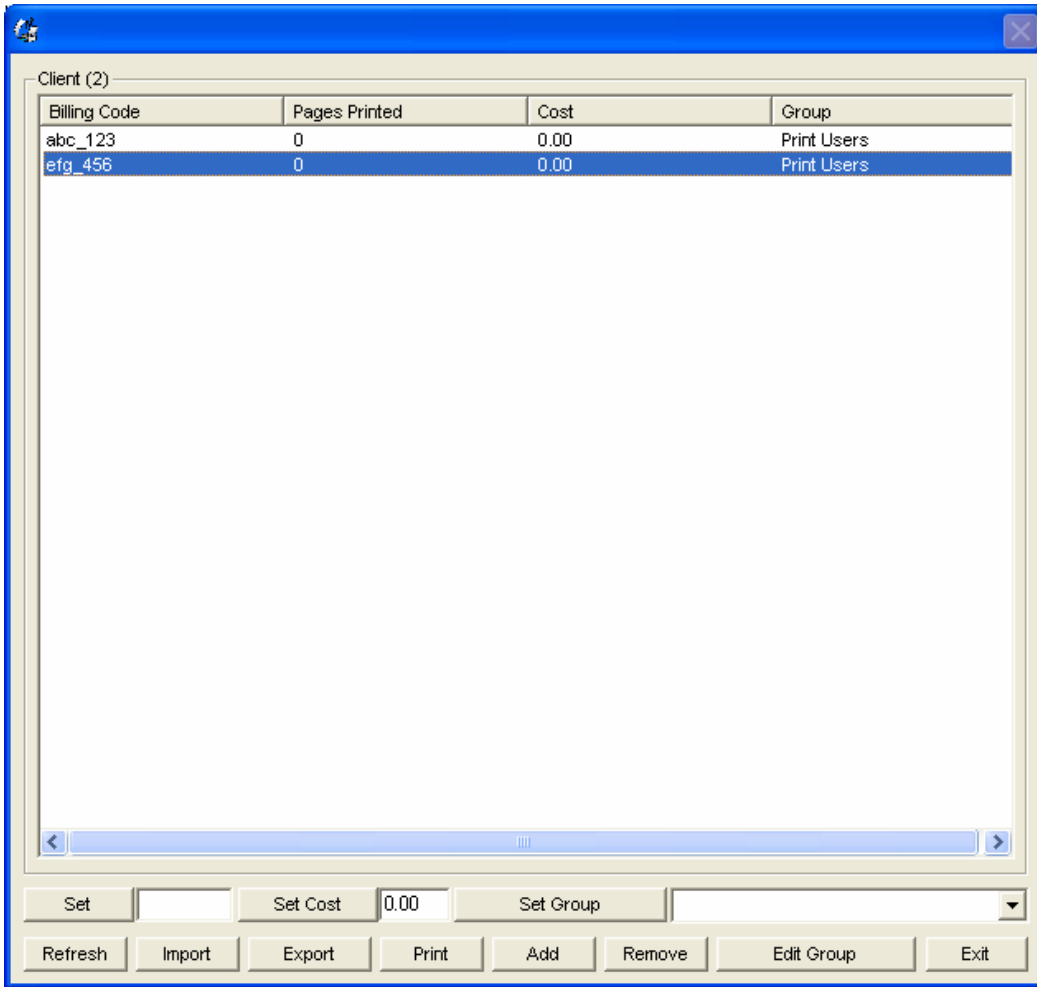 Client (2)
Billing Code Pages Printed Cost Group
abc_123 0 0.00 Print Users
efg_456 0 0.00 Print Users
Set Set Cost 0.00 Set Group
Refresh Import Export Print Add Remove Edit Group Exit